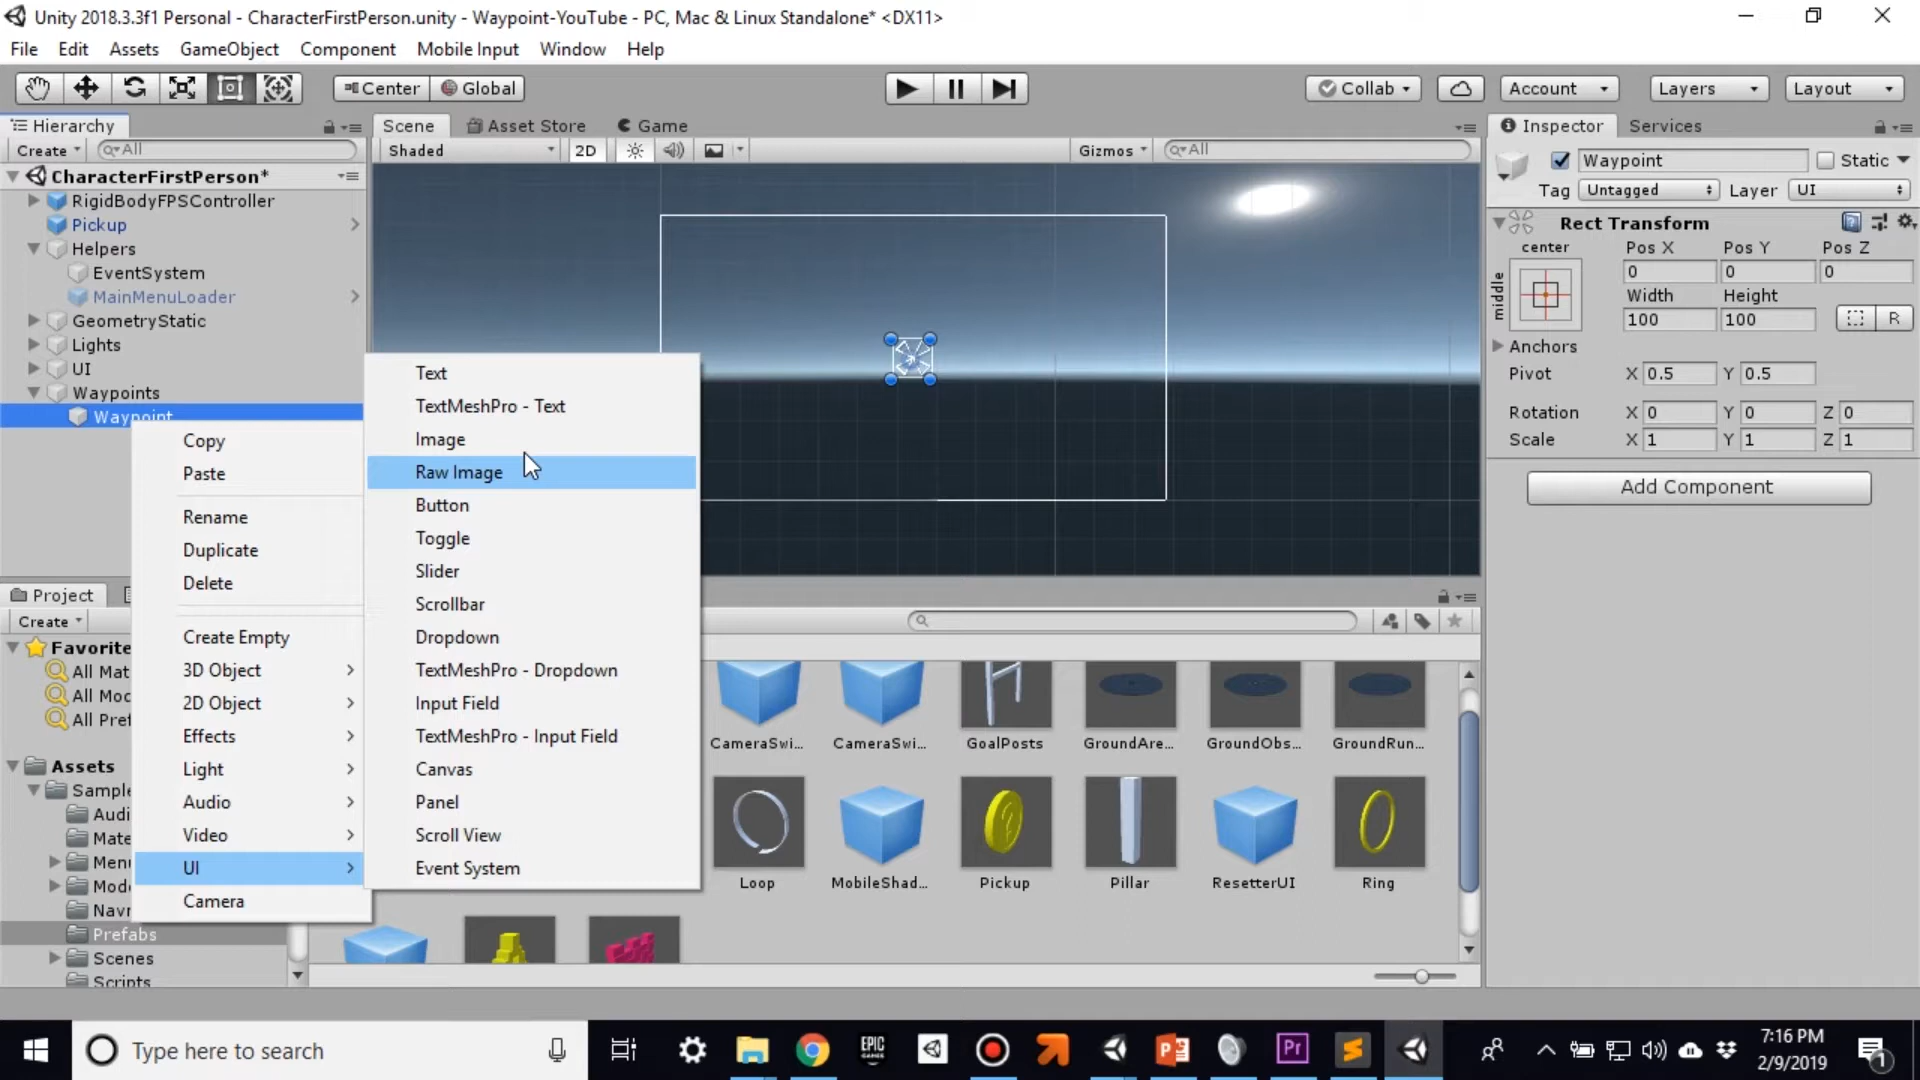 Unity 2018.3.3f1 Personal - CharacterFirstPerson.unity - Waypoint-YouTube - PC, Mac & Linux Standalone* <DX11>
File Edit Assets GameObject Component Mobile Input Window Help
Center Global Collab Account Layers Layout
Hierarchy
Create All
CharacterFirstPerson*
RigidBodyFPSController
Pickup
Helpers
EventSystem
MainMenuLoader
GeometryStatic
Lights
UI
Waypoints
Waypoint
Copy
Paste
Rename
Duplicate
Delete
Create Empty
3D Object
2D Object
Effects
Light
Audio
Video
UI
Camera
Text
TextMeshPro - Text
Image
Raw Image
Button
Toggle
Slider
Scrollbar
Dropdown
TextMeshPro - Dropdown
Input Field
TextMeshPro - Input Field
Canvas
Panel
Scroll View
Event System
Scene Asset Store Game
Shaded 2D Gizmos All
Inspector Services
Waypoint Static
Tag Untagged Layer UI
Rect Transform
center Pos X Pos Y Pos Z
middle 0 0 0
Width Height
100 100 R
Anchors
Pivot X 0.5 Y 0.5
Rotation X 0 Y 0 Z 0
Scale X 1 Y 1 Z 1
Add Component
Project
Create
Favorite
All Mat
All Moc
All Pref
Assets
Sample
Audi
Mate
Men
Mod
Navr
Prefabs
Scenes
Scripts
CameraSwi... CameraSwi... GoalPosts GroundAre... GroundObs... GroundRun...
Loop MobileShad... Pickup Pillar ResetterUI Ring
Type here to search
EPIC GAMES
Pr
7:16 PM
2/9/2019
1